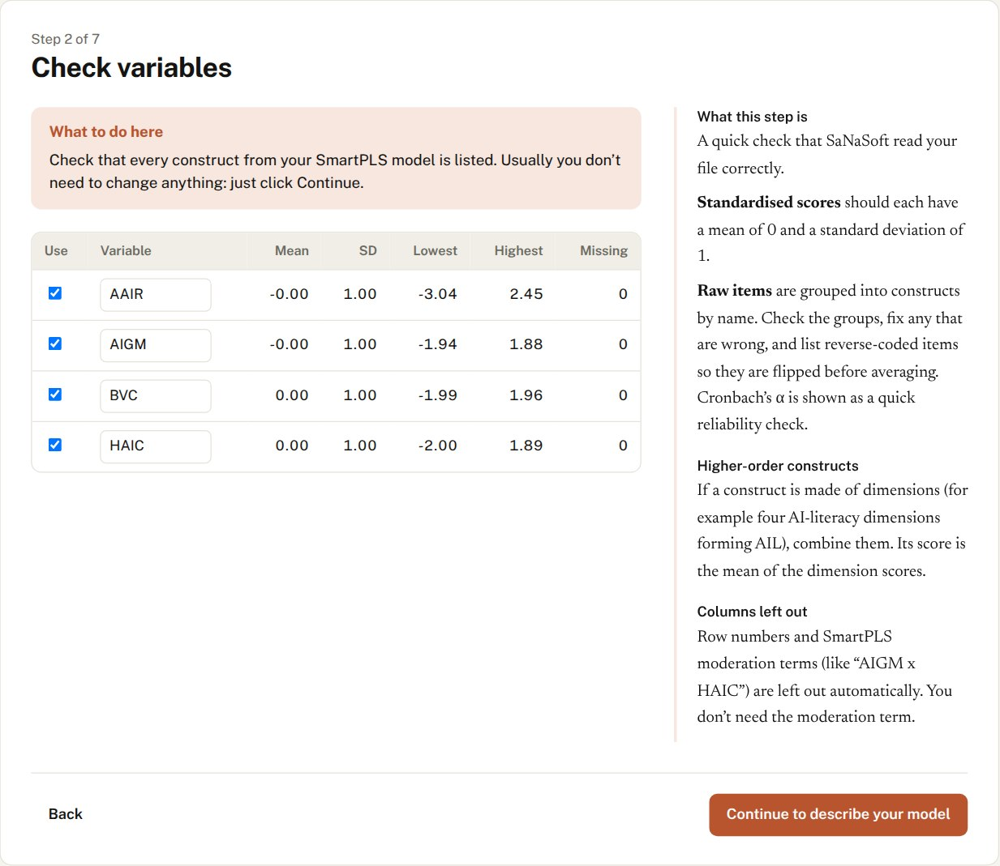 Step 2 of 7
Check variables
What to do here
Check that every construct from your SmartPLS model is listed. Usually you don’t
need to change anything: just click Continue.
Use Variable Mean SD Lowest Highest Missing
AAIR -0.00 1.00 -3.04 2.45 0
AIGM -0.00 1.00 -1.94 1.88 0
BVC 0.00 1.00 -1.99 1.96 0
HAIC 0.00 1.00 -2.00 1.89 0
What this step is
A quick check that SaNaSoft read your
file correctly.
Standardised scores should each have
a mean of 0 and a standard deviation of
1.
Raw items are grouped into constructs
by name. Check the groups, fix any that
are wrong, and list reverse-coded items
so they are flipped before averaging.
Cronbach’s α is shown as a quick
reliability check.
Higher-order constructs
If a construct is made of dimensions (for
example four AI-literacy dimensions
forming AIL), combine them. Its score is
the mean of the dimension scores.
Columns left out
Row numbers and SmartPLS
moderation terms (like “AIGM x
HAIC”) are left out automatically. You
don’t need the moderation term.
Back
Continue to describe your model